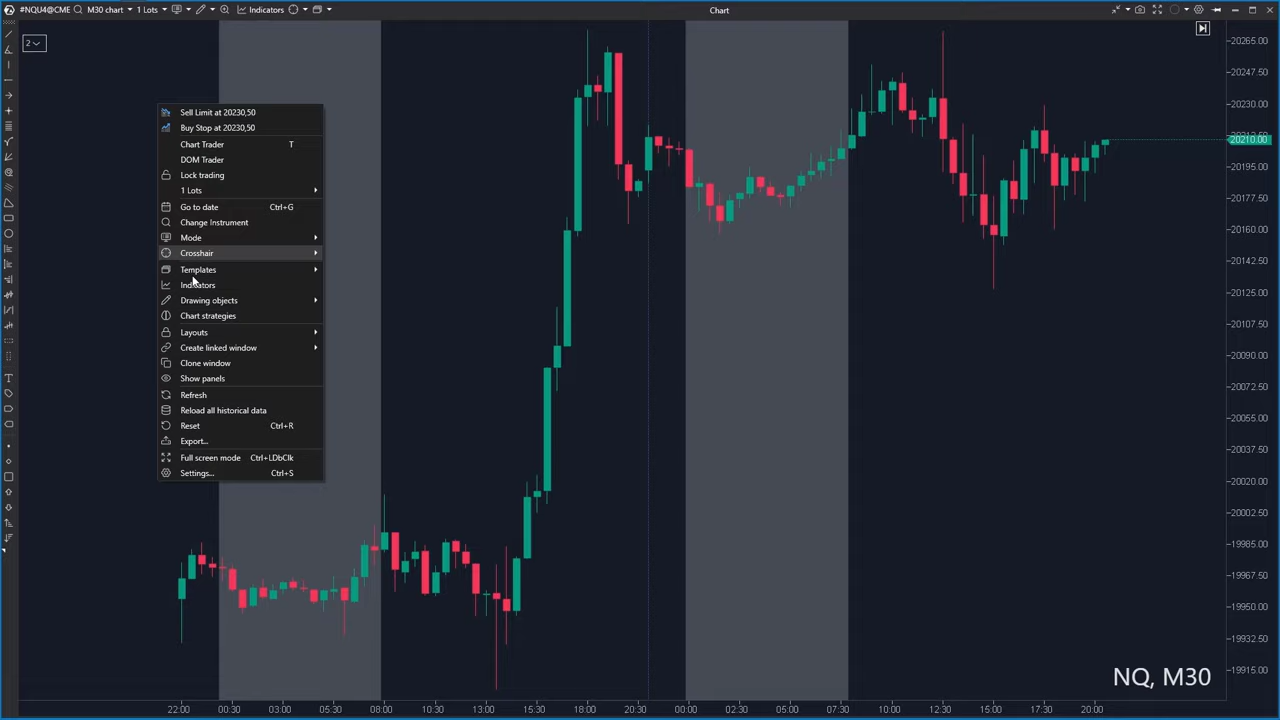 #NQU4@CME M30 chart 1 Lots Indicators Chart
2
Sell Limit at 20230,50
Buy Stop at 20230,50
Chart Trader T
DOM Trader
Lock trading
1 Lots
Go to date Ctrl+G
Change Instrument
Mode
Crosshair
Templates
Indicators
Drawing objects
Chart strategies
Layouts
Create linked window
Clone window
Show panels
Refresh
Reload all historical data
Reset Ctrl+R
Export...
Full screen mode Ctrl+LDbClk
Settings... Ctrl+S
20265.00
20247.50
20230.00
20210.00
20195.00
20177.50
20160.00
20142.50
20125.00
20107.50
20090.00
20072.50
20055.00
20037.50
20020.00
20002.50
19985.00
19967.50
19950.00
19932.50
19915.00
NQ, M30
22:00 00:30 03:00 05:30 08:00 10:30 13:00 15:30 18:00 20:30 00:00 02:30 05:00 07:30 10:00 12:30 15:00 17:30 20:00